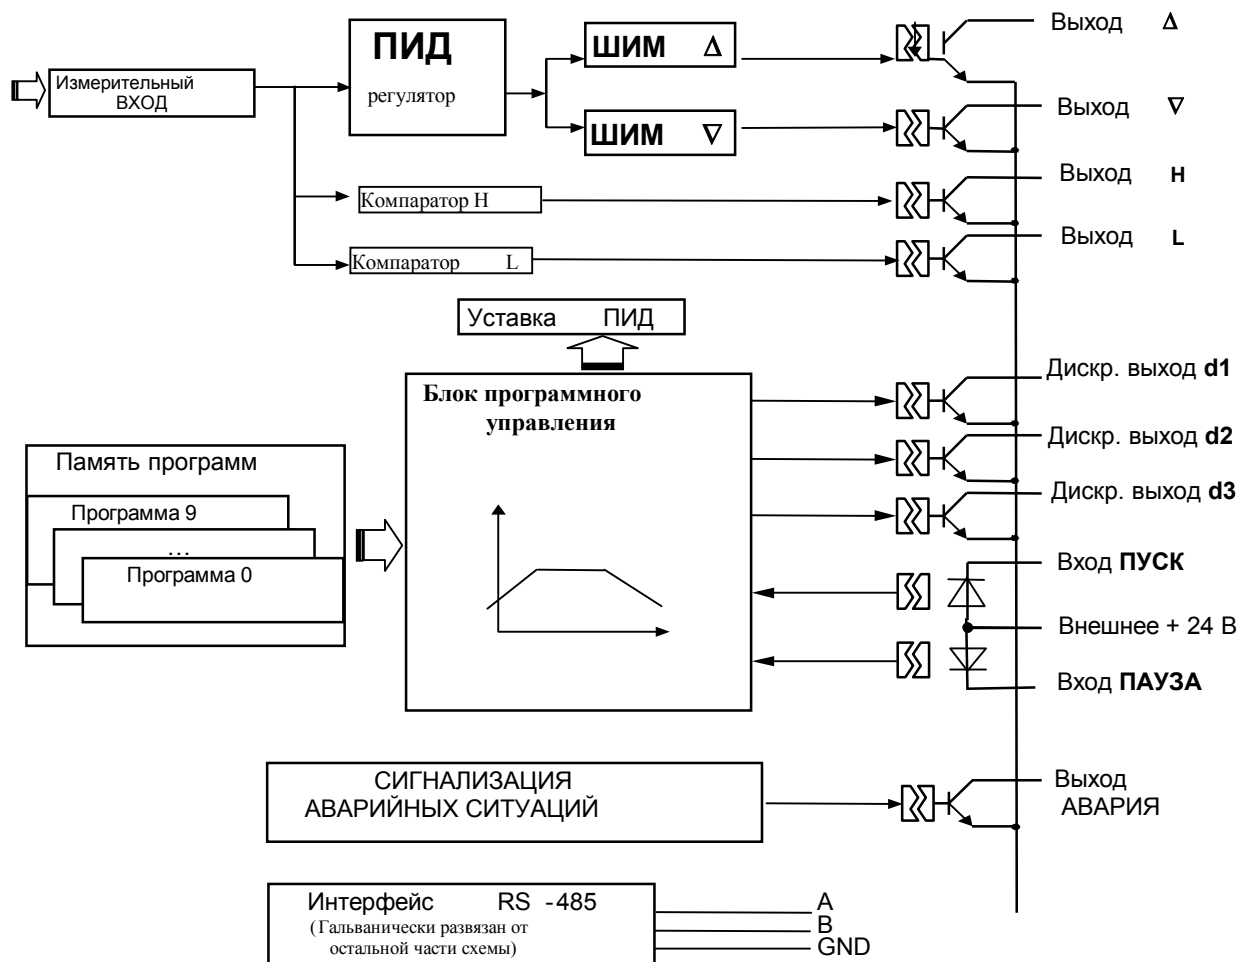 Измерительный
ВХОД
ПИД
регулятор
ШИМ Δ
ШИМ ∇
Компаратор Н
Компаратор L
Выход Δ
Выход ∇
Выход H
Выход L
Уставка ПИД
Блок программного
управления
Память программ
Программа 9
...
Программа 0
Дискр. выход d1
Дискр. выход d2
Дискр. выход d3
Вход ПУСК
Внешнее + 24 В
Вход ПАУЗА
СИГНАЛИЗАЦИЯ
АВАРИЙНЫХ СИТУАЦИЙ
Выход
АВАРИЯ
Интерфейс RS -485
( Гальванически развязан от
остальной части схемы)
A
B
GND